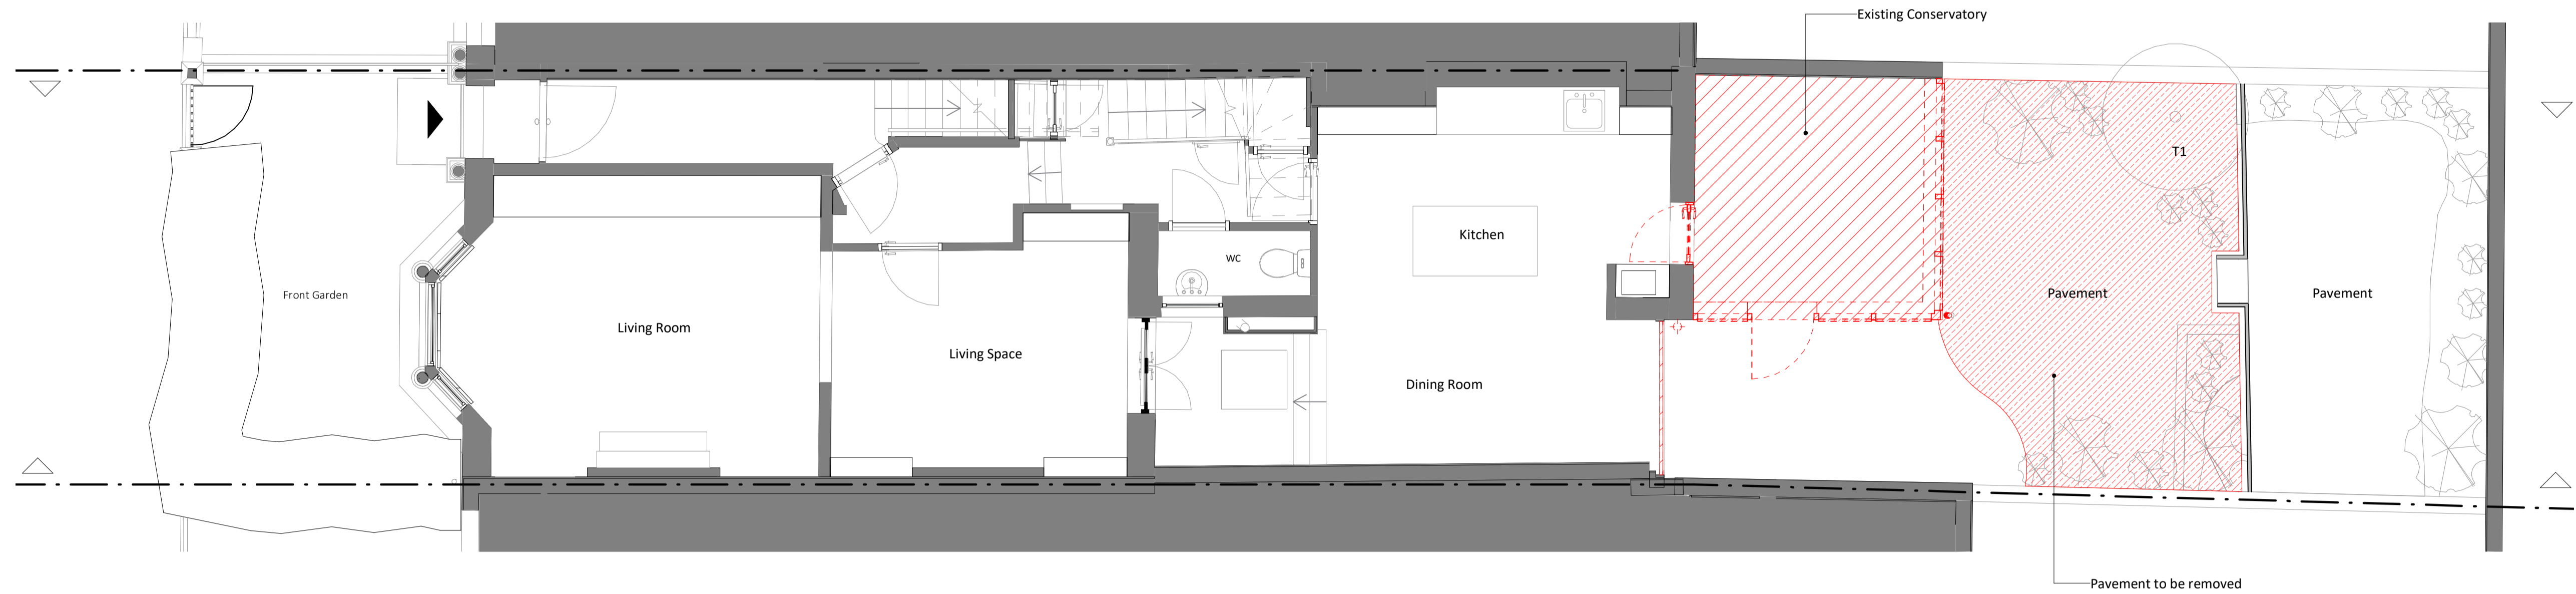 Existing Conservatory
T1
Kitchen
WC
Front Garden
Pavement
Pavement
Living Room
Living Space
Dining Room
Pavement to be removed